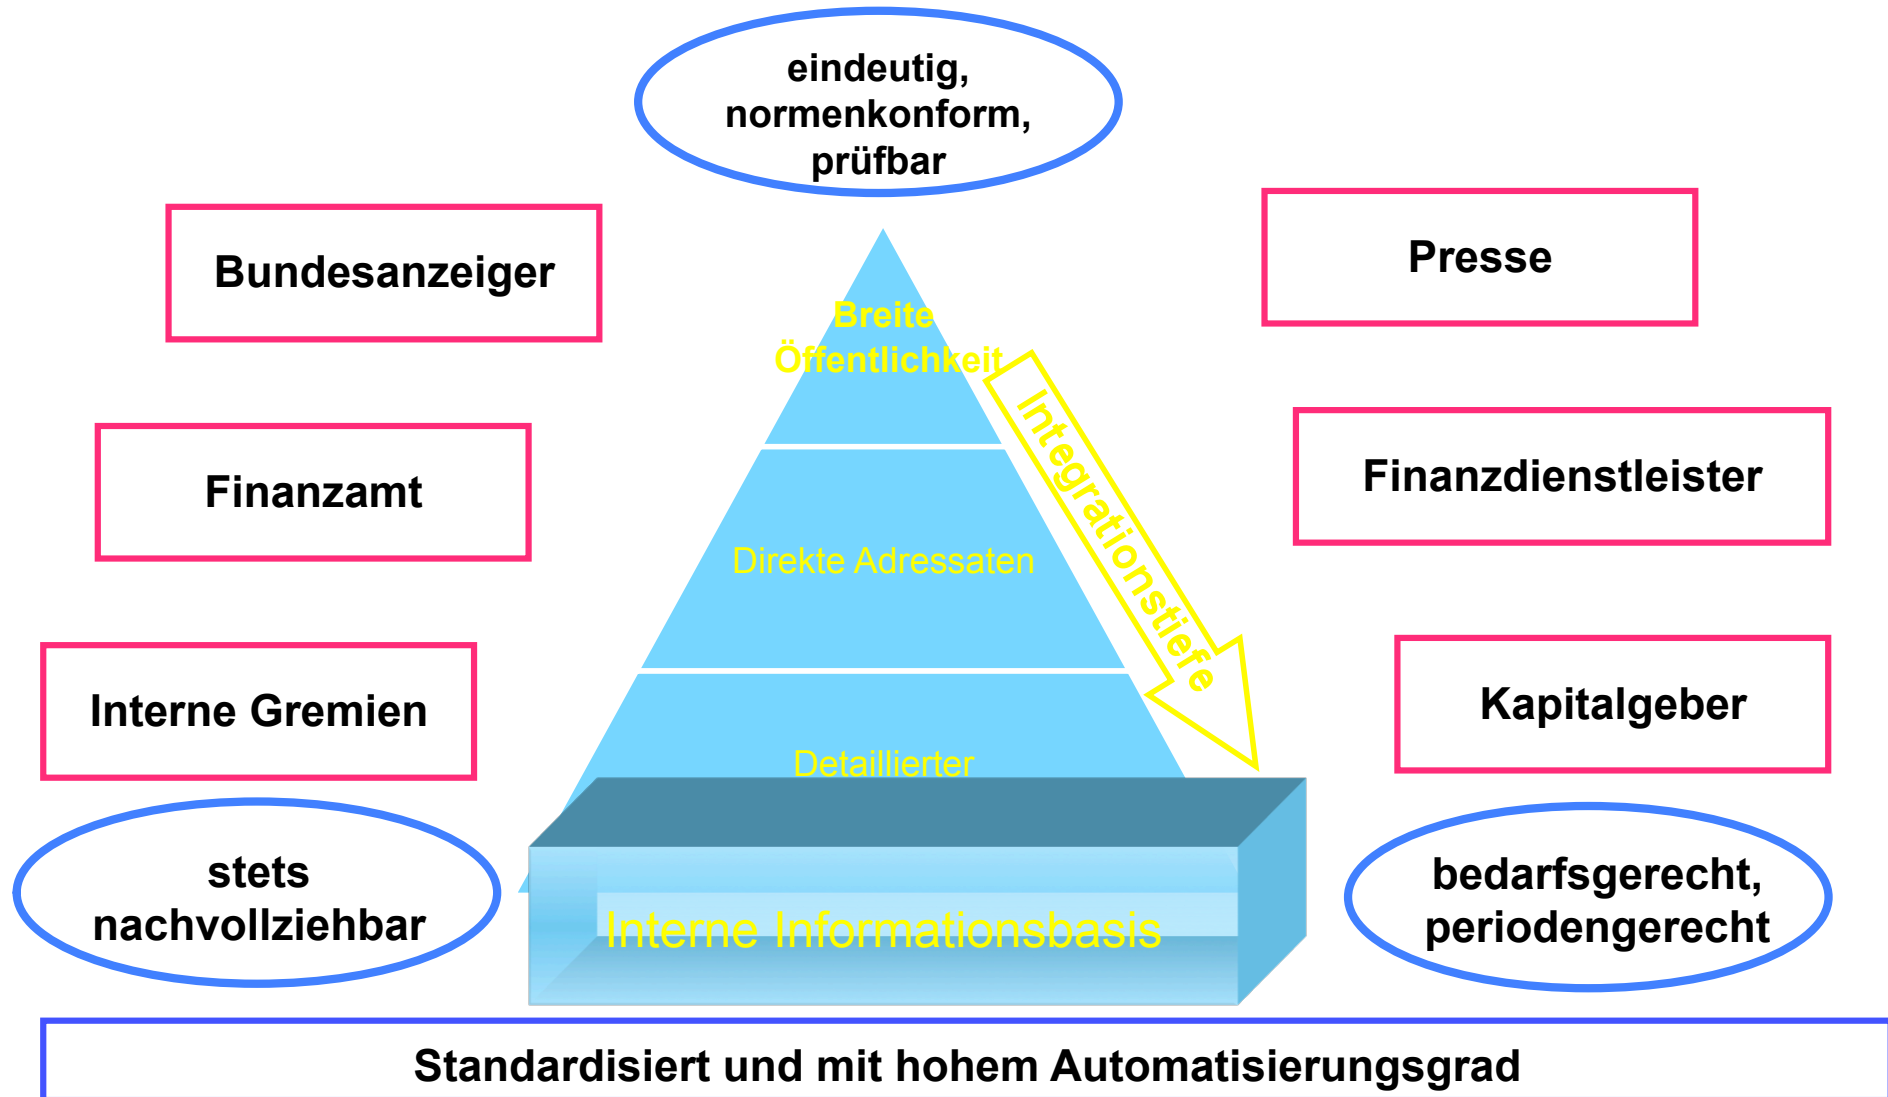 eindeutig,
normenkonform,
prüfbar
Bundesanzeiger
Presse
Breite
Öffentlichkeit
Integrationstiefe
Finanzamt
Finanzdienstleister
Direkte Adressaten
Interne Gremien
Kapitalgeber
Detaillierter
stets
nachvollziehbar
bedarfsgerecht,
periodengerecht
Interne Informationsbasis
Standardisiert und mit hohem Automatisierungsgrad